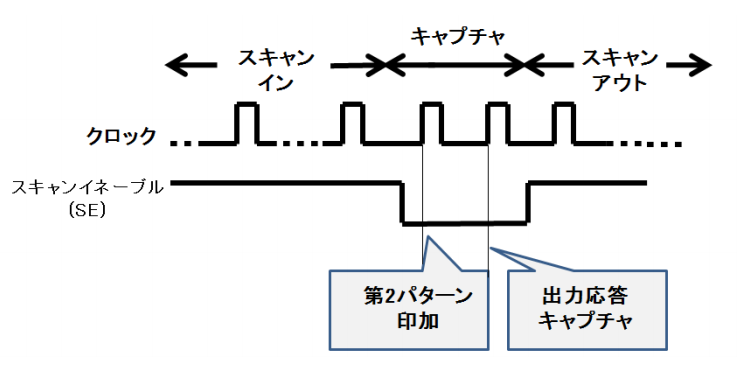 スキャン
イン
キャプチャ
スキャン
アウト
クロック
スキャンイネーブル
(SE)
第2パターン
印加
出力応答
キャプチャ